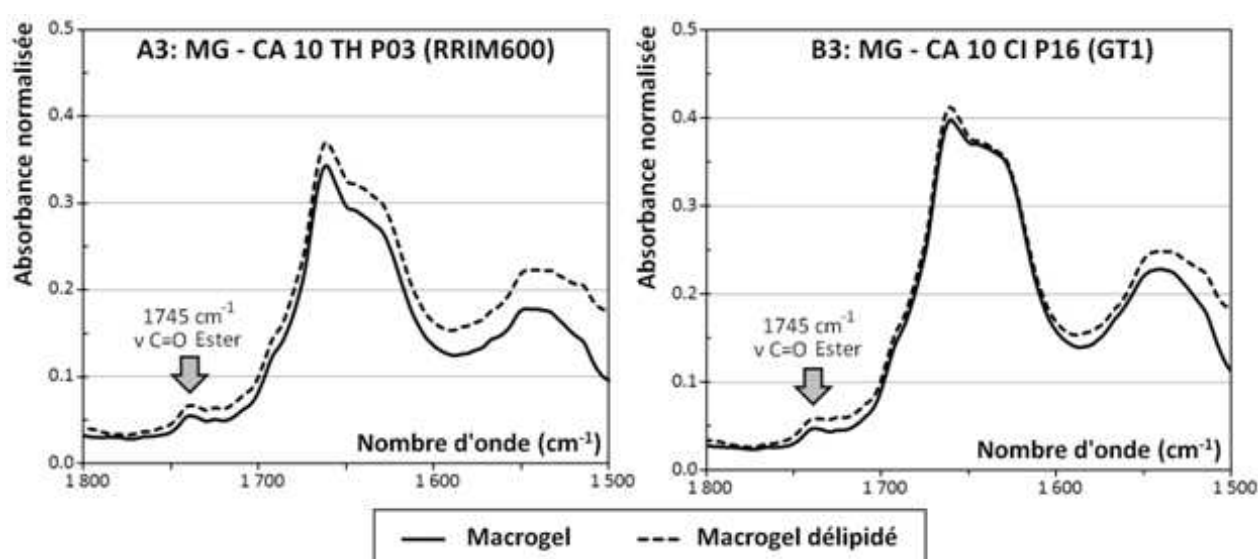 A3: MG - CA 10 TH P03 (RRIM600)
Absorbance normalisée
0.5
0.4
0.3
0.2
0.1
0.0
1745 cm-1
ν C=O Ester
Nombre d'onde (cm-1)
1 800
1 700
1 600
1 500
B3: MG - CA 10 CI P16 (GT1)
Absorbance normalisée
0.5
0.4
0.3
0.2
0.1
0.0
1745 cm-1
ν C=O Ester
Nombre d'onde (cm-1)
1 800
1 700
1 600
1 500
Macrogel
Macrogel délipidé